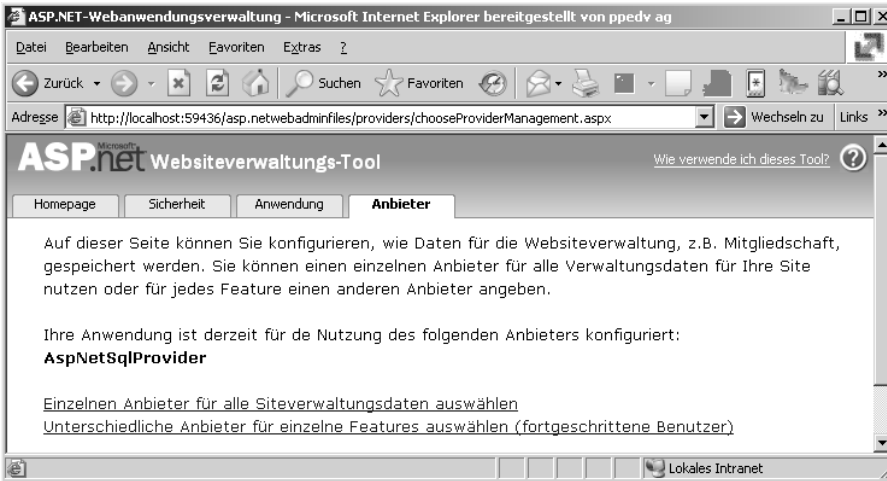 ASP.NET-Webanwendungsverwaltung - Microsoft Internet Explorer bereitgestellt von ppedv ag
Datei Bearbeiten Ansicht Favoriten Extras ?
Zurück Suchen Favoriten
Adresse http://localhost:59436/asp.netwebadminfiles/providers/chooseProviderManagement.aspx Wechseln zu Links »
Microsoft
ASP.net Websiteverwaltungs-Tool Wie verwende ich dieses Tool? ?
Homepage Sicherheit Anwendung Anbieter
Auf dieser Seite können Sie konfigurieren, wie Daten für die Websiteverwaltung, z.B. Mitgliedschaft,
gespeichert werden. Sie können einen einzelnen Anbieter für alle Verwaltungsdaten für Ihre Site
nutzen oder für jedes Feature einen anderen Anbieter angeben.
Ihre Anwendung ist derzeit für de Nutzung des folgenden Anbieters konfiguriert:
AspNetSqlProvider
Einzelnen Anbieter für alle Siteverwaltungsdaten auswählen
Unterschiedliche Anbieter für einzelne Features auswählen (fortgeschrittene Benutzer)
Lokales Intranet